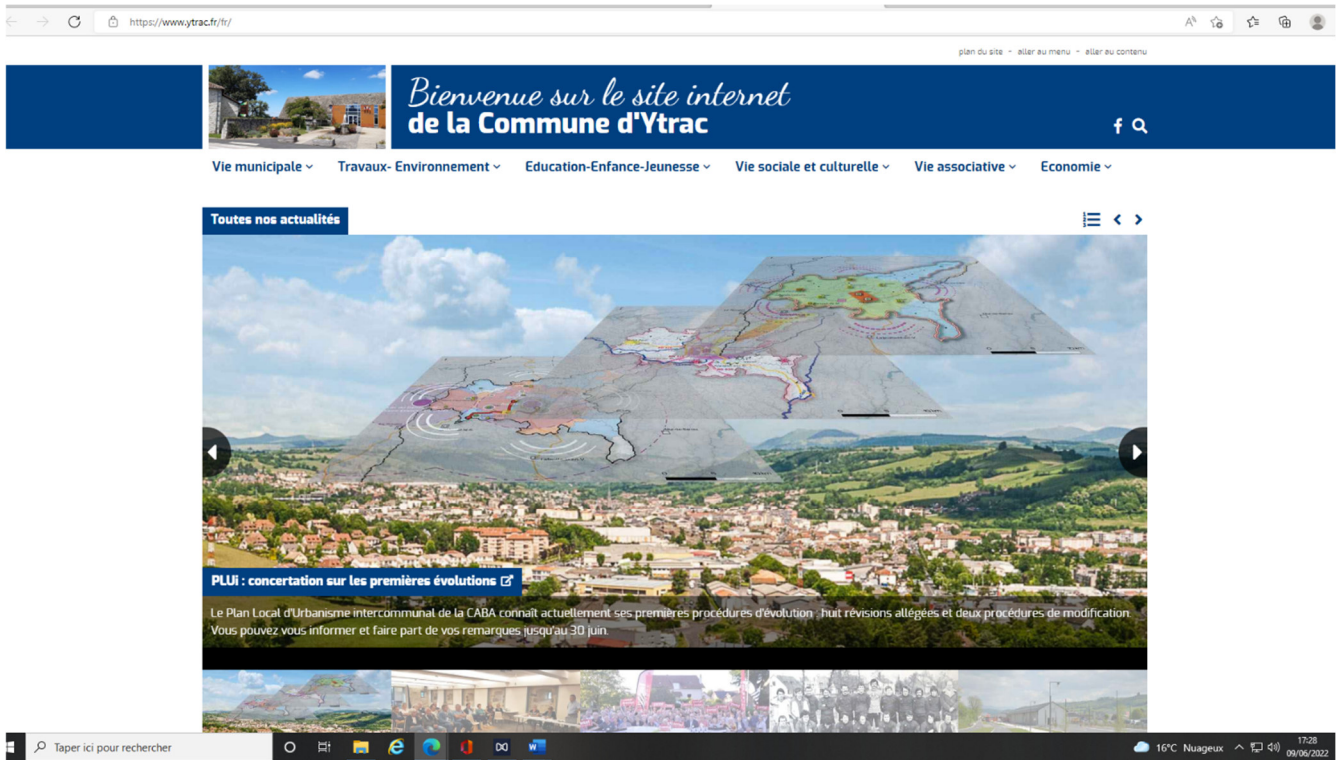 https://www.ytrac.fr/fr/
plan du site - aller au menu - aller au contenu
Bienvenue sur le site internet
de la Commune d'Ytrac
Vie municipale
Travaux- Environnement
Education-Enfance-Jeunesse
Vie sociale et culturelle
Vie associative
Economie
Toutes nos actualités
PLUi : concertation sur les premières évolutions
Le Plan Local d'Urbanisme intercommunal de la CABA connaît actuellement ses premières procédures d'évolution : huit révisions allégées et deux procédures de modification.
Vous pouvez vous informer et faire part de vos remarques jusqu'au 30 juin.
Taper ici pour rechercher
16°C Nuageux
17:28
09/06/2022